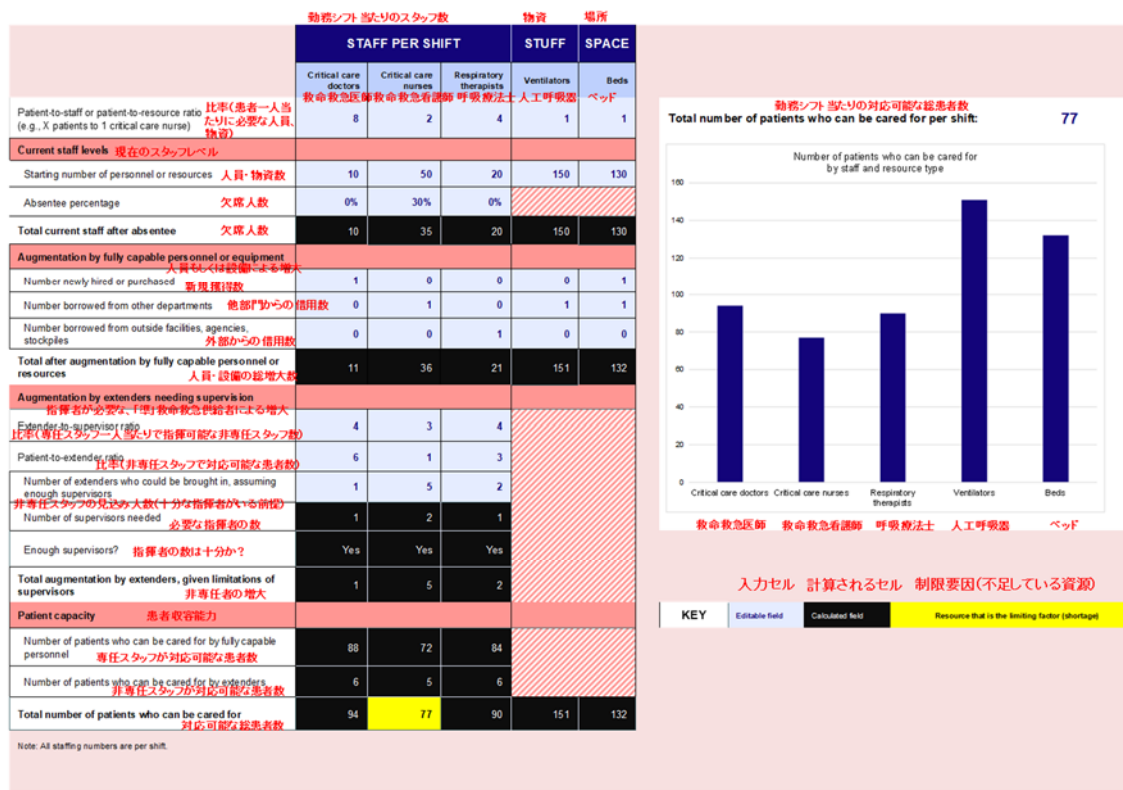 勤務シフト当たりのスタッフ数 物資 場所
STAFF PER SHIFT STUFF SPACE
Critical care doctors Critical care nurses Respiratory therapists Ventilators Beds
救命救急医師 救命救急看護師 呼吸療法士 人工呼吸器 ベッド
Patient-to-staff or patient-to-resource ratio (e.g., X patients to 1 critical care nurse) 比率(患者一人当たりに必要な人員、物資) 8 2 4 1 1
Current staff levels 現在のスタッフレベル
Starting number of personnel or resources 人員・物資数 10 50 20 150 130
Absentee percentage 欠席人数 0% 30% 0%
Total current staff after absentee 欠席人数 10 35 20 150 130
Augmentation by fully capable personnel or equipment
人員もしくは設備による増大
Number newly hired or purchased 新規獲得数 1 0 0 0 1
Number borrowed from other departments 他部門からの借用数 0 1 0 1 1
Number borrowed from outside facilities, agencies, stockpiles 外部からの借用数 0 0 1 0 0
Total after augmentation by fully capable personnel or resources 人員・設備の総増大数 11 36 21 151 132
Augmentation by extenders needing supervision
指揮者が必要な、「準」救命救急供給者による増大
Extender-to-supervisor ratio 4 3 4
比率(専任スタッフ一人当たりで指揮可能な非専任スタッフ数)
Patient-to-extender ratio 6 1 3
比率(非専任スタッフで対応可能な患者数)
Number of extenders who could be brought in, assuming enough supervisors 1 5 2
非専任スタッフの見込み人数(十分な指揮者がいる前提)
Number of supervisors needed 必要な指揮者の数 1 2 1
Enough supervisors? 指揮者の数は十分か? Yes Yes Yes
Total augmentation by extenders, given limitations of supervisors 非専任者の増大 1 5 2
Patient capacity 患者収容能力
Number of patients who can be cared for by fully capable personnel 専任スタッフが対応可能な患者数 88 72 84
Number of patients who can be cared for by extenders 6 5 6
非専任スタッフが対応可能な患者数
Total number of patients who can be cared for 対応可能な総患者数 94 77 90 151 132
Note: All staffing numbers are per shift.
勤務シフト当たりの対応可能な総患者数
Total number of patients who can be cared for per shift: 77
Number of patients who can be cared for
by staff and resource type
160
140
120
100
80
60
40
20
0
Critical care doctors Critical care nurses Respiratory therapists Ventilators Beds
救命救急医師 救命救急看護師 呼吸療法士 人工呼吸器 ベッド
入力セル 計算されるセル 制限要因(不足している資源)
KEY Editable field Calculated field Resource that is the limiting factor (shortage)